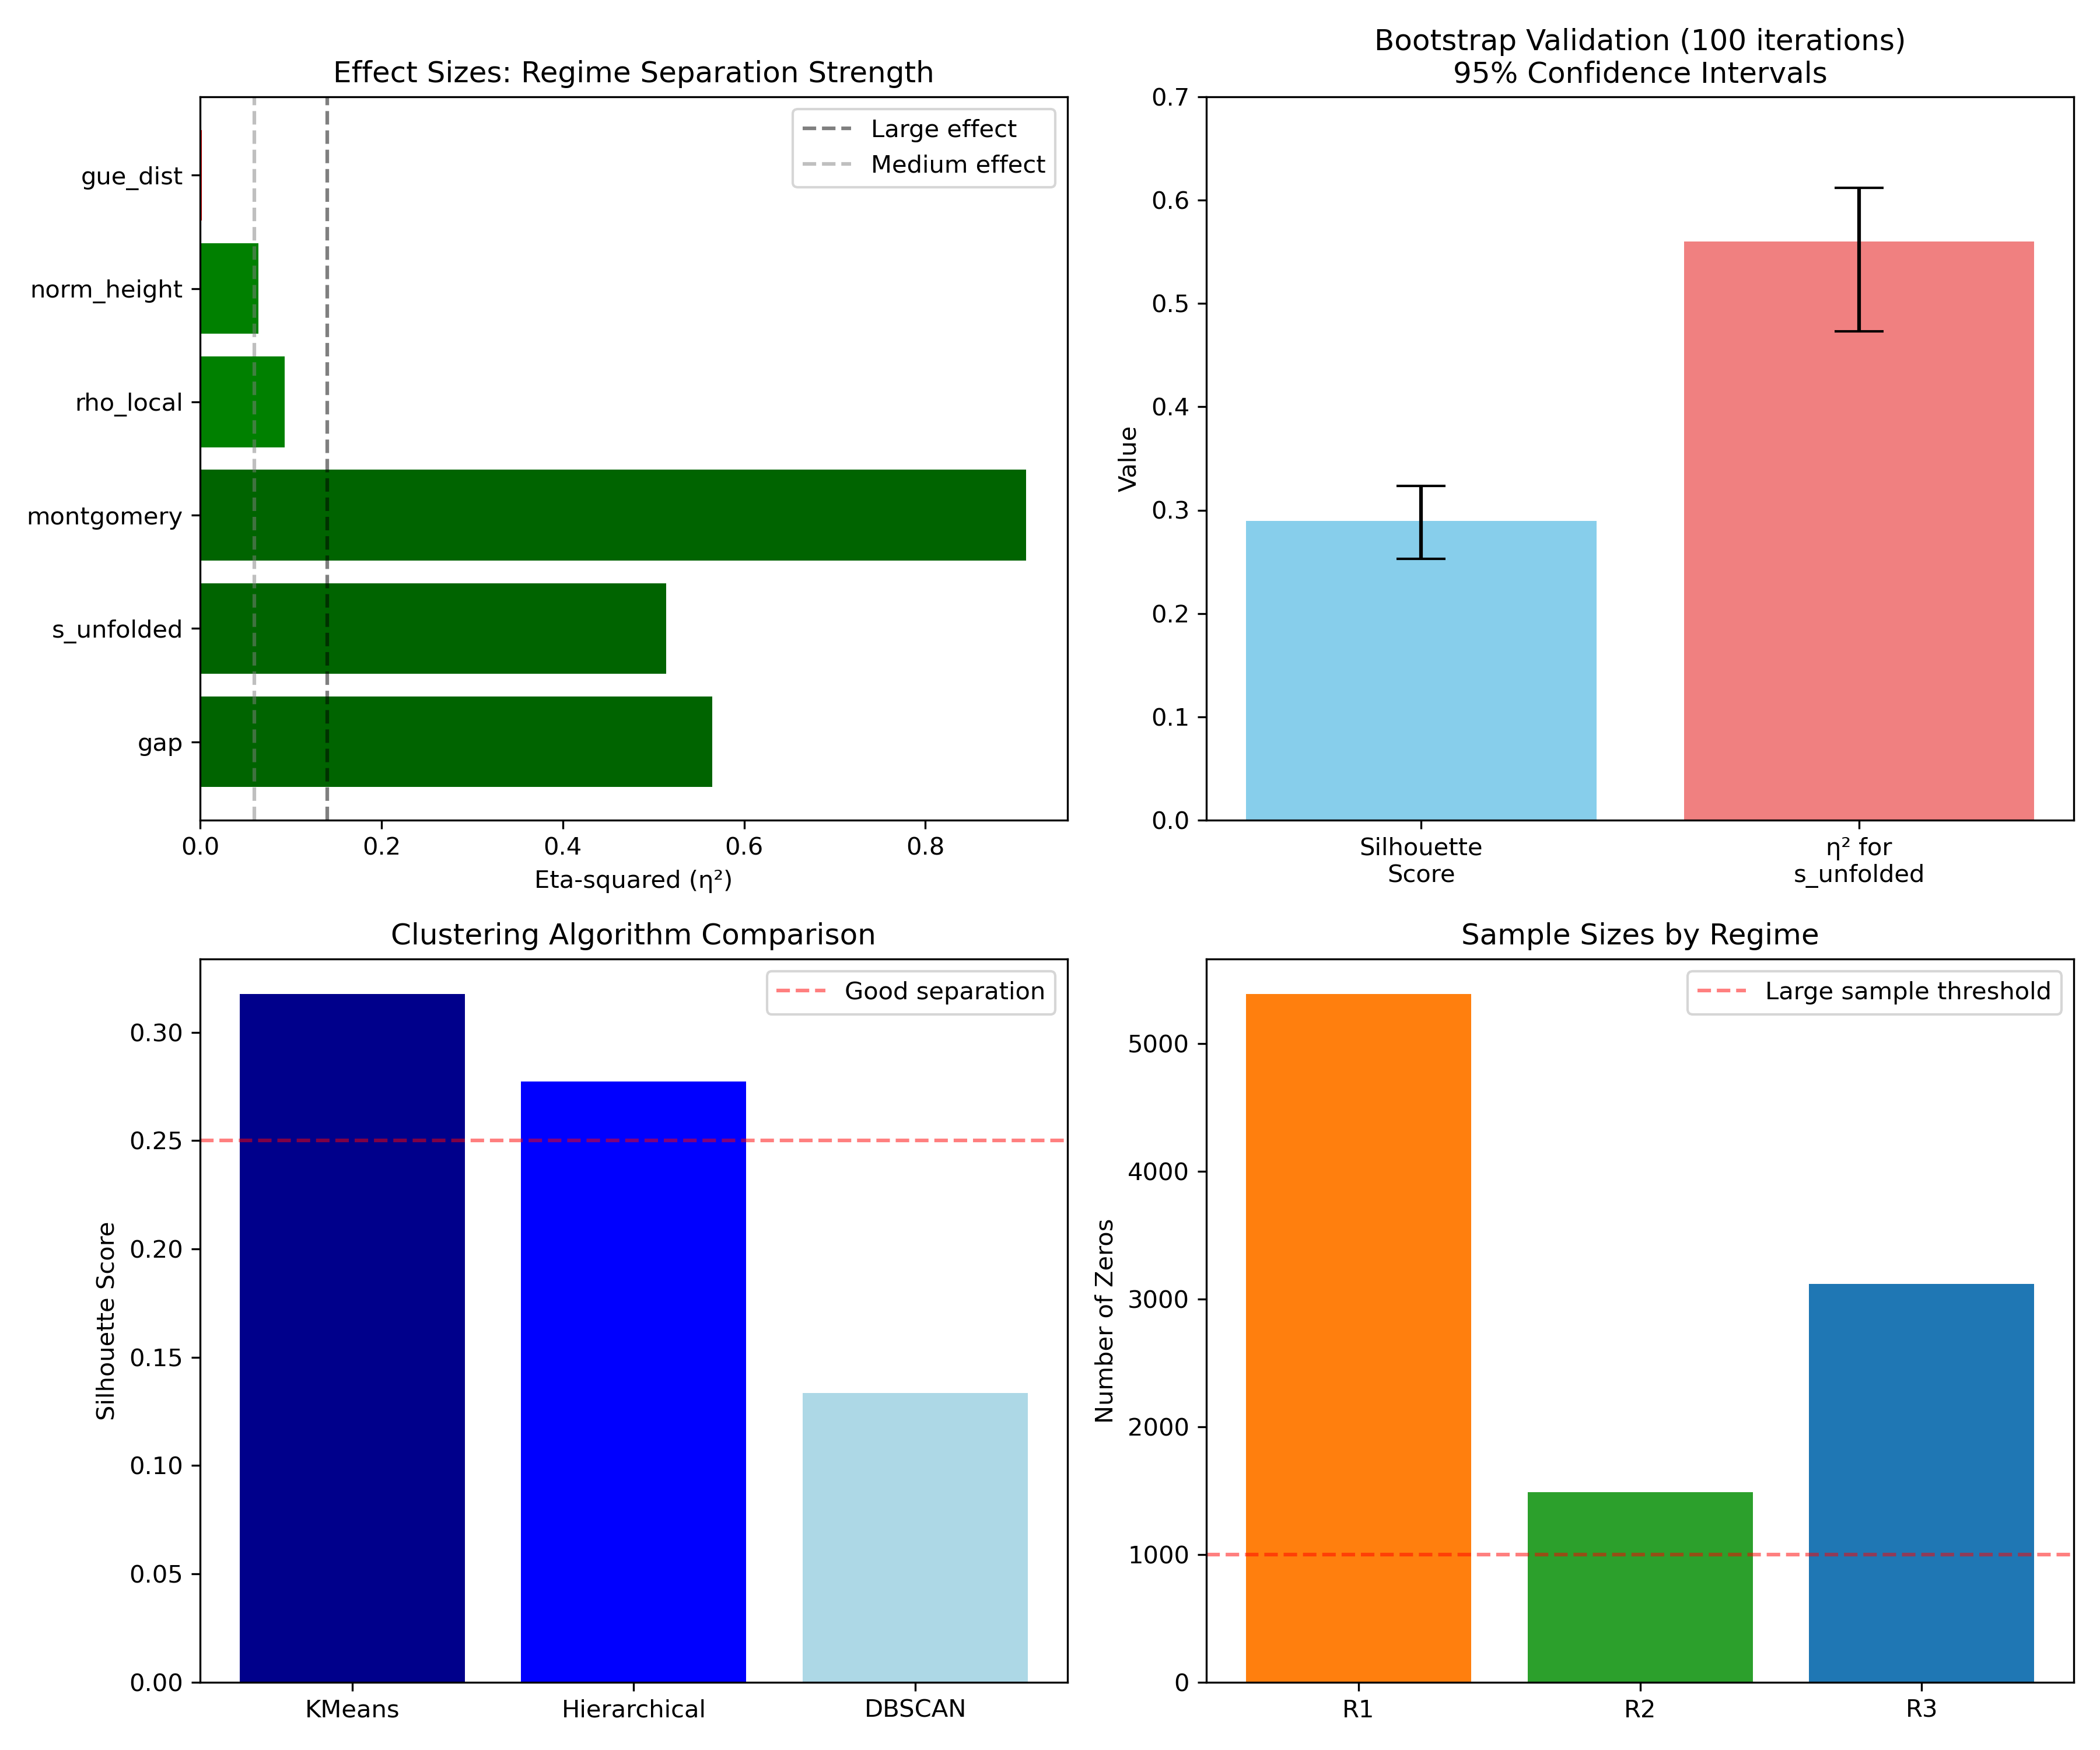 Effect Sizes: Regime Separation Strength
Large effect
Medium effect
gue_dist
norm_height
rho_local
montgomery
s_unfolded
gap
0.0 0.2 0.4 0.6 0.8
Eta-squared (η²)
Bootstrap Validation (100 iterations)
95% Confidence Intervals
0.7
0.6
0.5
0.4
0.3
0.2
0.1
0.0
Value
Silhouette
Score
η² for
s_unfolded
Clustering Algorithm Comparison
Good separation
0.30
0.25
0.20
0.15
0.10
0.05
0.00
Silhouette Score
KMeans Hierarchical DBSCAN
Sample Sizes by Regime
Large sample threshold
5000
4000
3000
2000
1000
0
Number of Zeros
R1 R2 R3